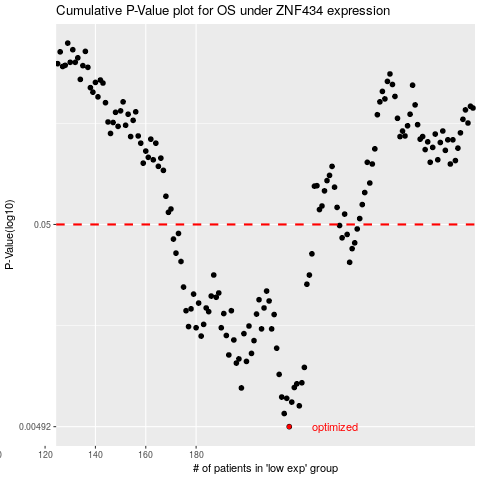 Cumulative P-Value plot for OS under ZNF434 expression
P-Value(log10)
0.05
0.00492
optimized
0 120 140 160 180
# of patients in 'low exp' group